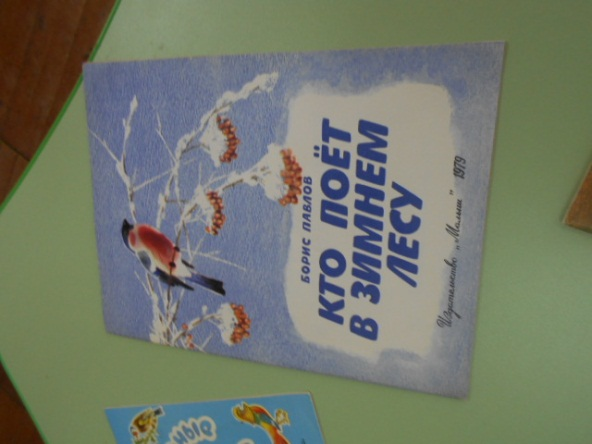 БОРИС ПАВЛОВ
КТО ПОЁТ
В ЗИМНЕМ
ЛЕСУ
Издательство „Малыш" 1979